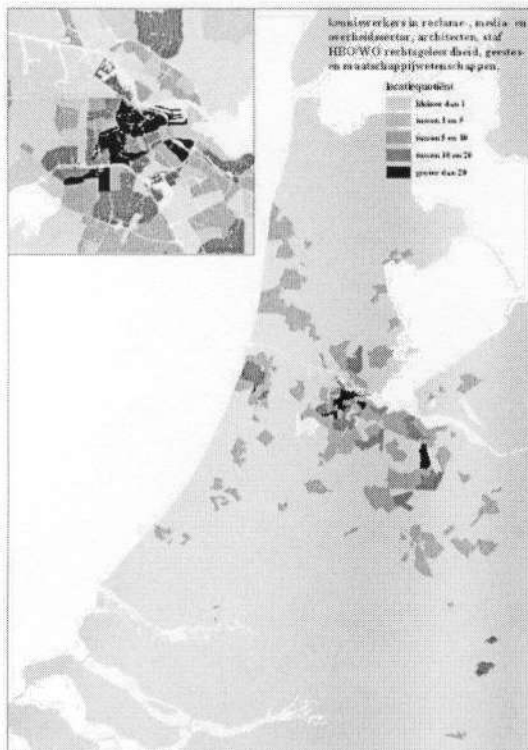 kenniswerkers in reclame-, media- en
overheidssector, architecten, staf
HBO/WO rechtsgeleerdheid, geestes-
en maatschappijwetenschappen.
locatiequotiënt
kleiner dan 1
tussen 1 en 5
tussen 5 en 10
tussen 10 en 20
groter dan 20